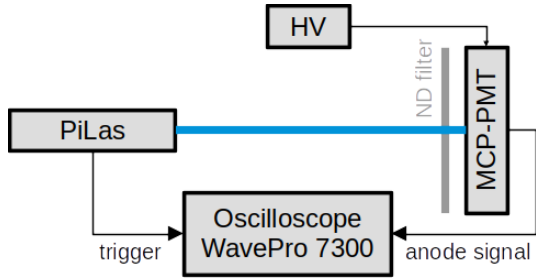 HV
ND filter
MCP-PMT
PiLas
Oscilloscope
WavePro 7300
trigger
anode signal